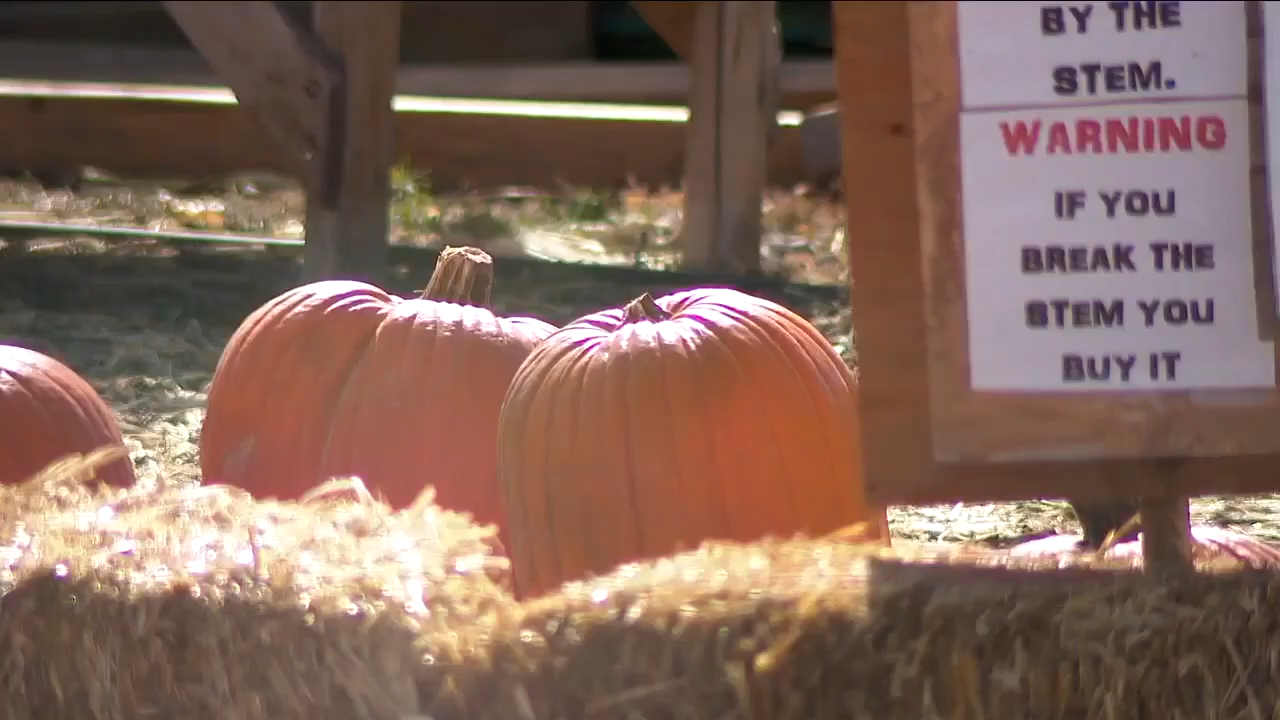 BY THE
STEM.
WARNING
IF YOU
BREAK THE
STEM YOU
BUY IT